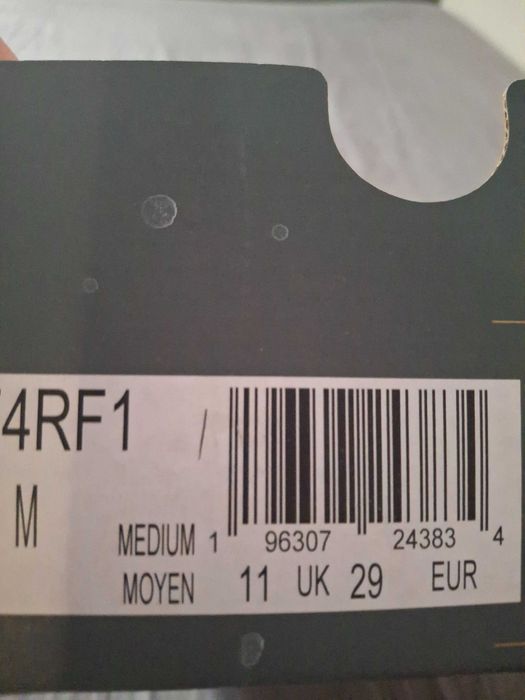 4RF1
M MEDIUM 1 96307 24383 4
MOYEN 11 UK 29 EUR